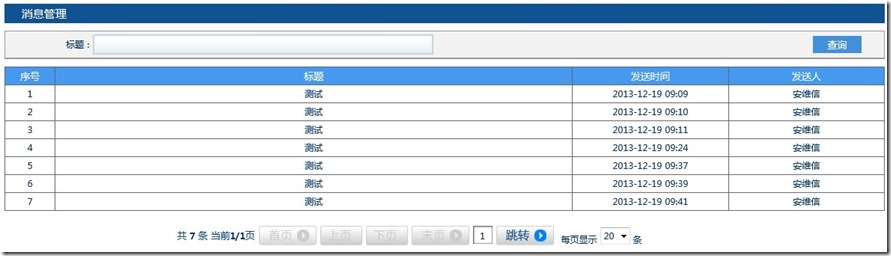 消息管理
标题： 查询
序号 标题 发送时间 发送人
1 测试 2013-12-19 09:09 安维信
2 测试 2013-12-19 09:10 安维信
3 测试 2013-12-19 09:11 安维信
4 测试 2013-12-19 09:24 安维信
5 测试 2013-12-19 09:37 安维信
6 测试 2013-12-19 09:39 安维信
7 测试 2013-12-19 09:41 安维信
共 7 条 当前1/1页 首页 上页 下页 末页 1 跳转 每页显示 20 条